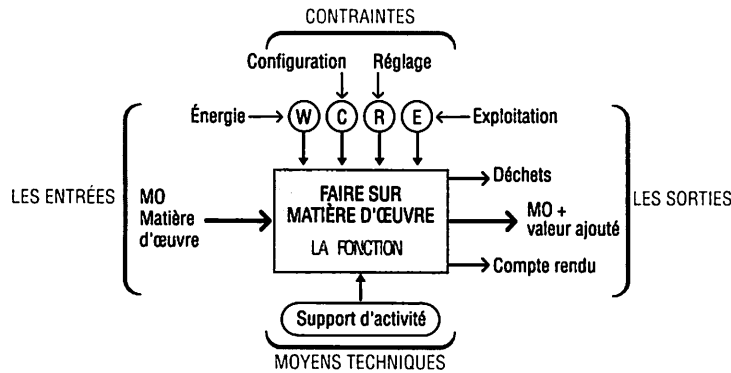 CONTRAINTES
Configuration Réglage
Énergie W C R E Exploitation
LES ENTRÉES
MO
Matière
d'œuvre
FAIRE SUR
MATIÈRE D'ŒUVRE
LA FONCTION
Déchets
MO +
valeur ajouté
Compte rendu
LES SORTIES
Support d'activité
MOYENS TECHNIQUES